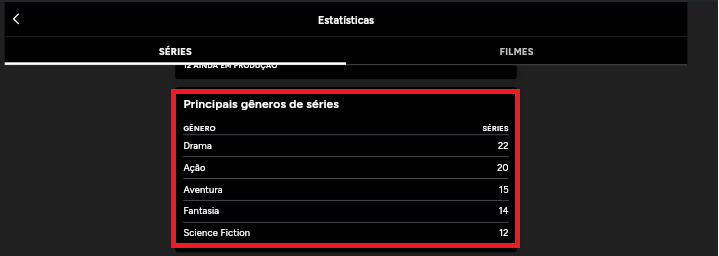 Estatísticas
SÉRIES FILMES
12 AINDA EM PRODUÇÃO
Principais gêneros de séries
GÊNERO SÉRIES
Drama 22
Ação 20
Aventura 15
Fantasia 14
Science Fiction 12